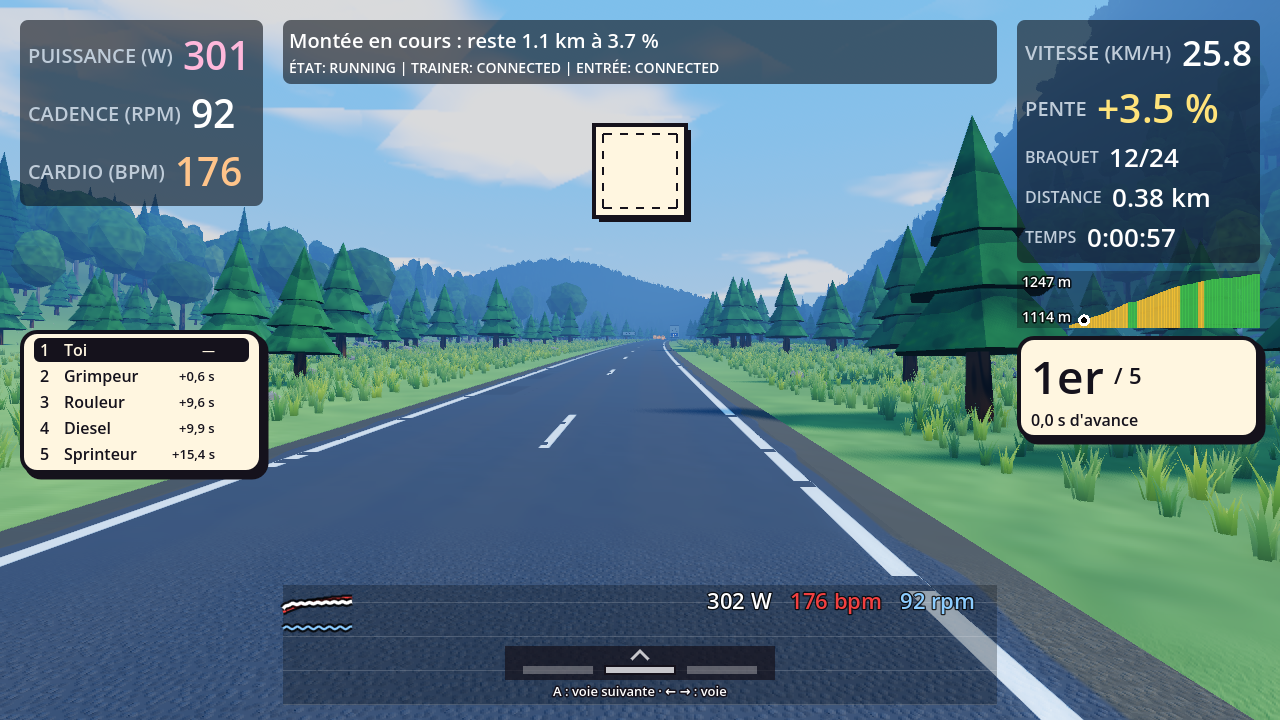 PUISSANCE (W) 301
CADENCE (RPM) 92
CARDIO (BPM) 176
Montée en cours : reste 1.1 km à 3.7 %
ÉTAT: RUNNING | TRAINER: CONNECTED | ENTRÉE: CONNECTED
VITESSE (KM/H) 25.8
PENTE +3.5 %
BRAQUET 12/24
DISTANCE 0.38 km
TEMPS 0:00:57
1247 m
1114 m
1 Toi —
2 Grimpeur +0,6 s
3 Rouleur +9,6 s
4 Diesel +9,9 s
5 Sprinteur +15,4 s
1er / 5
0,0 s d'avance
302 W 176 bpm 92 rpm
A : voie suivante · ← → : voie